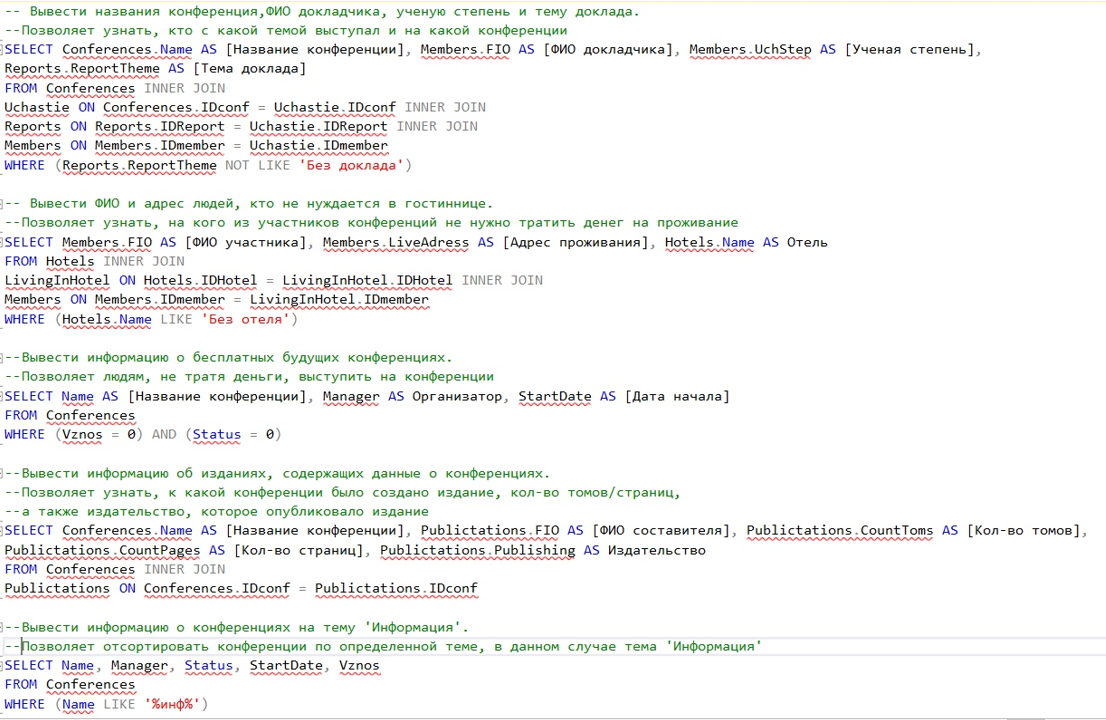 -- Вывести названия конференция,ФИО докладчика, ученую степень и тему доклада.
--Позволяет узнать, кто с какой темой выступал и на какой конференции
SELECT Conferences.Name AS [Название конференции], Members.FIO AS [ФИО докладчика], Members.UchStep AS [Ученая степень],
Reports.ReportTheme AS [Тема доклада]
FROM Conferences INNER JOIN
Uchastie ON Conferences.IDconf = Uchastie.IDconf INNER JOIN
Reports ON Reports.IDReport = Uchastie.IDReport INNER JOIN
Members ON Members.IDmember = Uchastie.IDmember
WHERE (Reports.ReportTheme NOT LIKE 'Без доклада')
-- Вывести ФИО и адрес людей, кто не нуждается в гостиннице.
--Позволяет узнать, на кого из участников конференций не нужно тратить денег на проживание
SELECT Members.FIO AS [ФИО участника], Members.LiveAdress AS [Адрес проживания], Hotels.Name AS Отель
FROM Hotels INNER JOIN
LivingInHotel ON Hotels.IDHotel = LivingInHotel.IDHotel INNER JOIN
Members ON Members.IDmember = LivingInHotel.IDmember
WHERE (Hotels.Name LIKE 'Без отеля')
--Вывести информацию о бесплатных будущих конференциях.
--Позволяет людям, не тратя деньги, выступить на конференции
SELECT Name AS [Название конференции], Manager AS Организатор, StartDate AS [Дата начала]
FROM Conferences
WHERE (Vznos = 0) AND (Status = 0)
--Вывести информацию об изданиях, содержащих данные о конференциях.
--Позволяет узнать, к какой конференции было создано издание, кол-во томов/страниц,
--а также издательство, которое опубликовало издание
SELECT Conferences.Name AS [Название конференции], Publictations.FIO AS [ФИО составителя], Publictations.CountToms AS [Кол-во томов],
Publictations.CountPages AS [Кол-во страниц], Publictations.Publishing AS Издательство
FROM Conferences INNER JOIN
Publictations ON Conferences.IDconf = Publictations.IDconf
--Вывести информацию о конференциях на тему 'Информация'.
--Позволяет отсортировать конференции по определенной теме, в данном случае тема 'Информация'
SELECT Name, Manager, Status, StartDate, Vznos
FROM Conferences
WHERE (Name LIKE '%инф%')